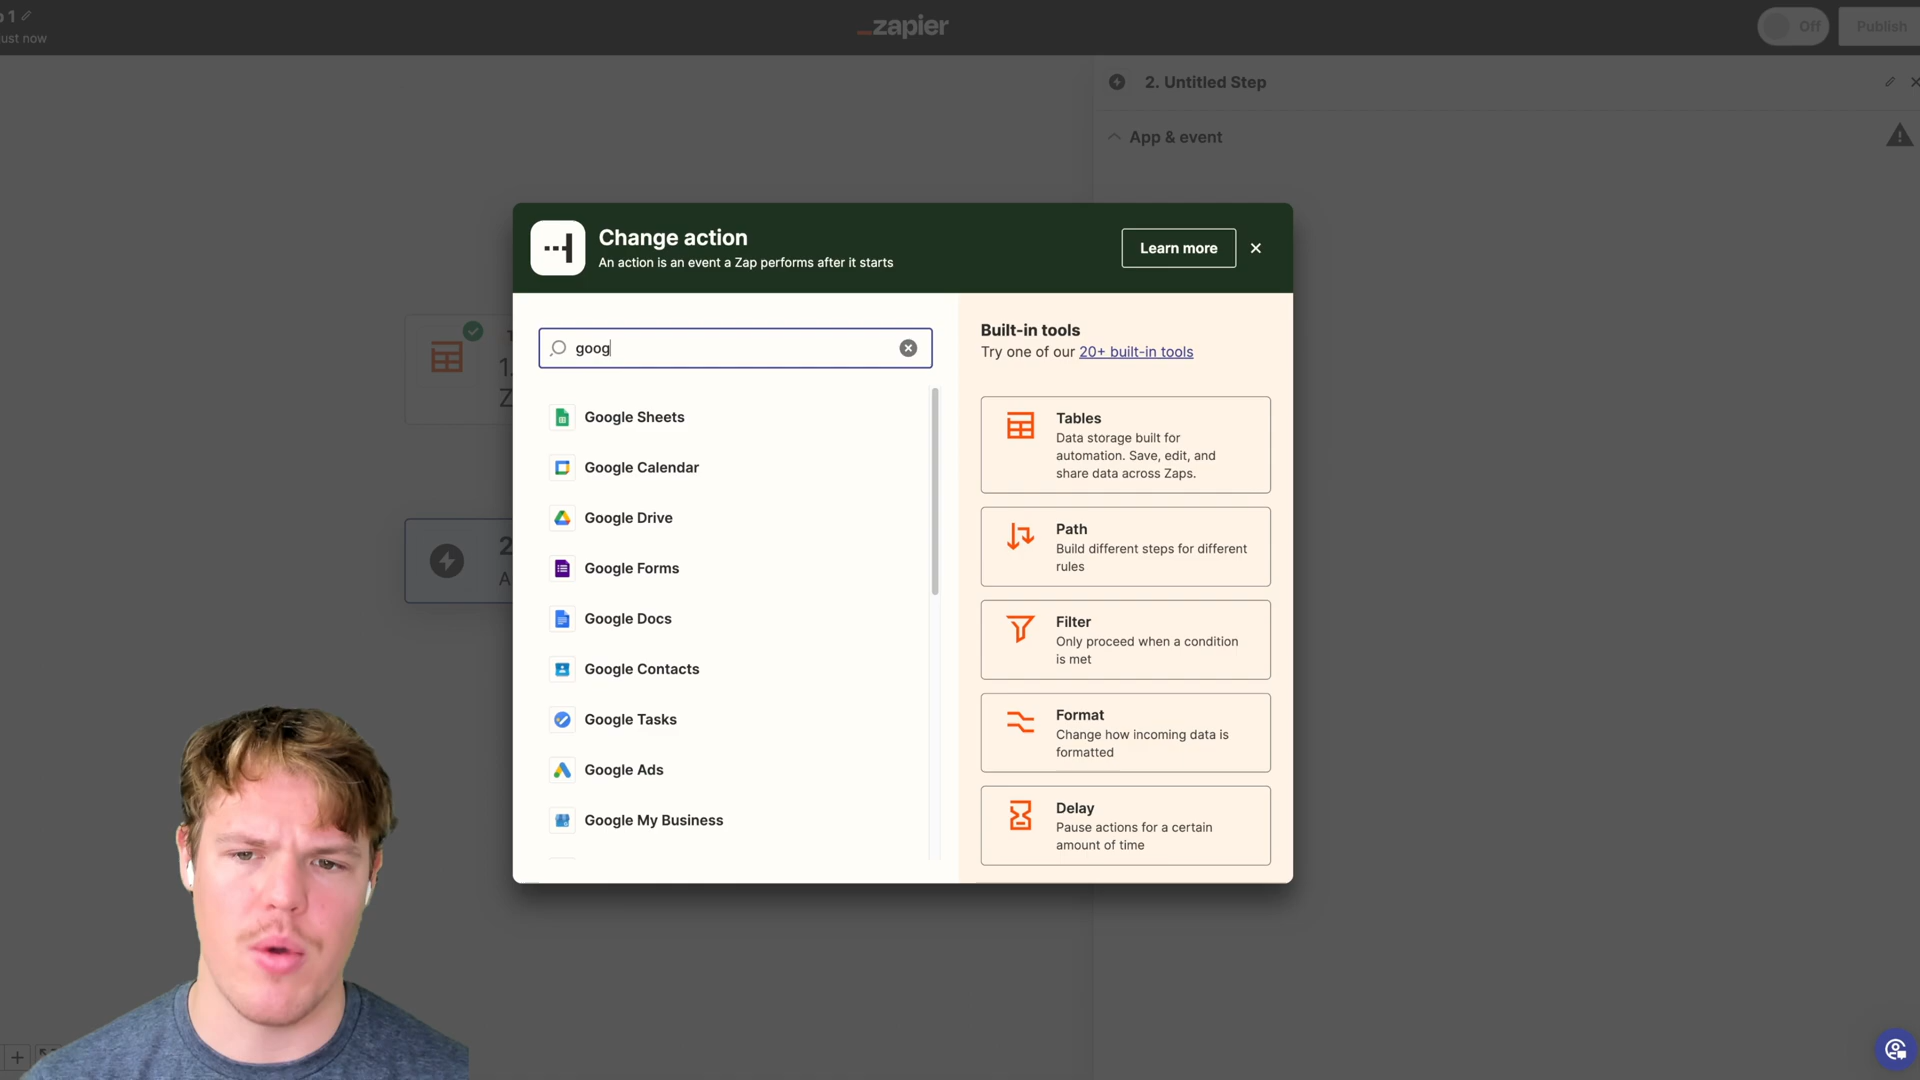 1
ust now
zapier
Off
Publish
2. Untitled Step
App & event
Change action
An action is an event a Zap performs after it starts
Learn more
goog
Google Sheets
Google Calendar
Google Drive
Google Forms
Google Docs
Google Contacts
Google Tasks
Google Ads
Google My Business
Built-in tools
Try one of our 20+ built-in tools
Tables
Data storage built for
automation. Save, edit, and
share data across Zaps.
Path
Build different steps for different
rules
Filter
Only proceed when a condition
is met
Format
Change how incoming data is
formatted
Delay
Pause actions for a certain
amount of time
1.
Z
2
A